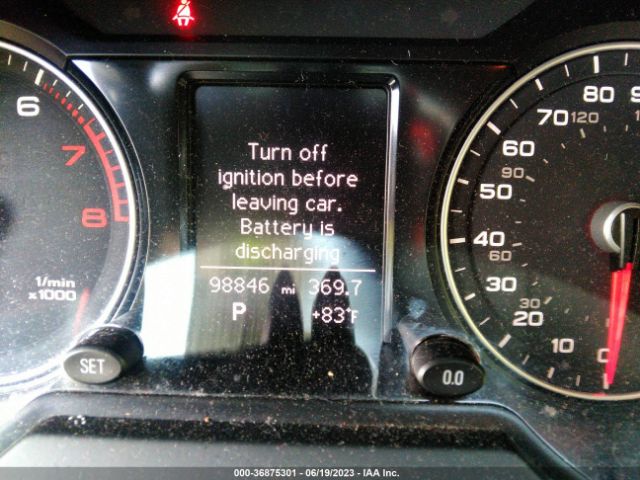 6
7
8
1/min
x1000
SET
Turn off
ignition before
leaving car.
Battery is
discharging
98846 mi 369.7
P +83°F
0.0
0
10
20
30
30
40
60
50
90
60
70
120
80
000-36875301 - 06/19/2023 - IAA Inc.